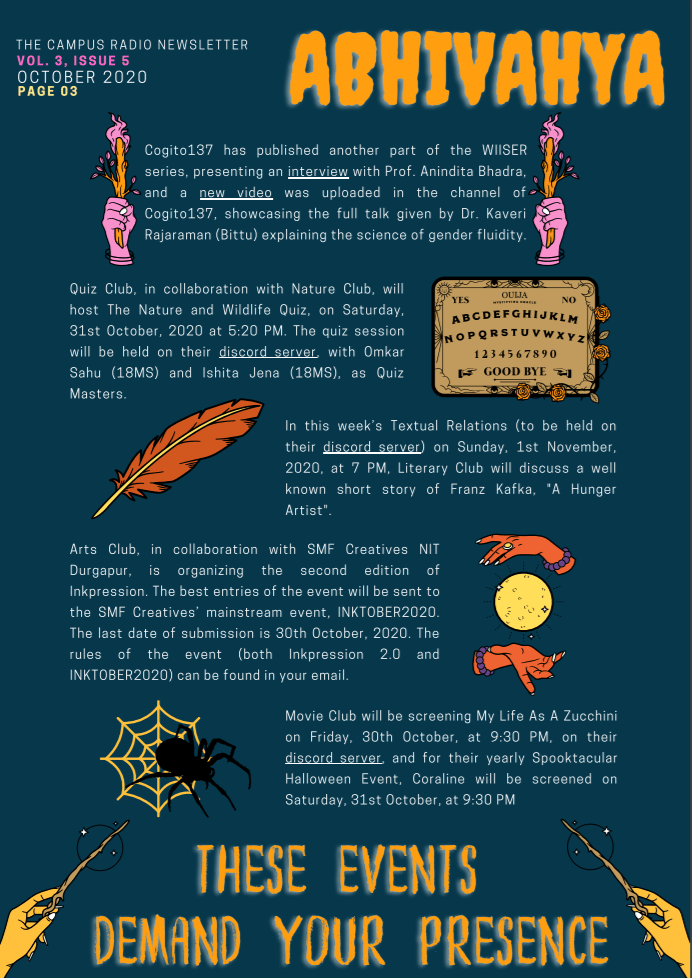 THE CAMPUS RADIO NEWSLETTER
VOL. 3, ISSUE 5
OCTOBER 2020
PAGE 03
ABHIVAHYA
Cogito137 has published another part of the WIISER
series, presenting an interview with Prof. Anindita Bhadra,
and a new video was uploaded in the channel of
Cogito137, showcasing the full talk given by Dr. Kaveri
Rajaraman (Bittu) explaining the science of gender fluidity.
Quiz Club, in collaboration with Nature Club, will
host The Nature and Wildlife Quiz, on Saturday,
31st October, 2020 at 5:20 PM. The quiz session
will be held on their discord server, with Omkar
Sahu (18MS) and Ishita Jena (18MS), as Quiz
Masters.
OUIJA
MYSTIFYING ORACLE
YES NO
ABCDEFGHIJKLM
NOPQRSTUVWXYZ
1234567890
GOOD BYE
In this week's Textual Relations (to be held on
their discord server) on Sunday, 1st November,
2020, at 7 PM, Literary Club will discuss a well
known short story of Franz Kafka, "A Hunger
Artist".
Arts Club, in collaboration with SMF Creatives NIT
Durgapur, is organizing the second edition of
Inkpression. The best entries of the event will be sent to
the SMF Creatives' mainstream event, INKTOBER2020.
The last date of submission is 30th October, 2020. The
rules of the event (both Inkpression 2.0 and
INKTOBER2020) can be found in your email.
Movie Club will be screening My Life As A Zucchini
on Friday, 30th October, at 9:30 PM, on their
discord server, and for their yearly Spooktacular
Halloween Event, Coraline will be screened on
Saturday, 31st October, at 9:30 PM
THESE EVENTS
DEMAND YOUR PRESENCE